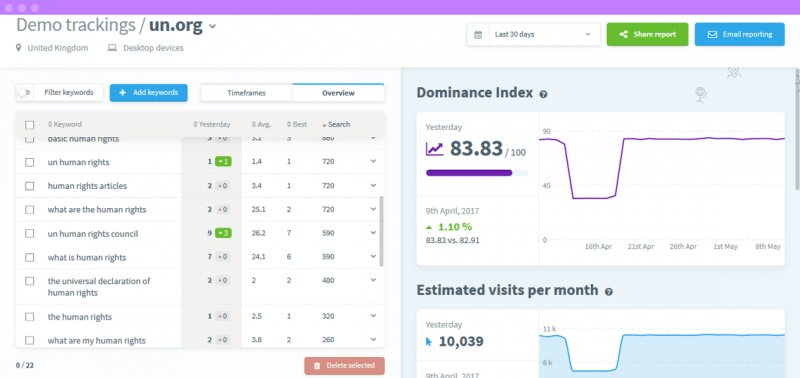 Demo trackings / un.org
United Kingdom Desktop devices
Last 30 days
Share report
Email reporting
Filter keywords
Add keywords
Timeframes
Overview
Keyword Yesterday Avg. Best Search
basic human rights 3 0 3.2 3 880
un human rights 1 1 1.4 1 720
human rights articles 2 0 3.4 1 720
what are the human rights 2 0 25.1 2 720
un human rights council 9 3 26.2 7 590
what is human rights 7 0 24.1 6 590
the universal declaration of
human rights 2 0 2 2 480
the human rights 1 0 2.5 1 320
what are my human rights 2 0 3.8 2 260
0 / 22
Delete selected
Dominance Index ?
Yesterday
83.83 / 100
9th April, 2017
1.10 %
83.83 vs. 82.91
90
45
0
16th Apr 21st Apr 26th Apr 1st May 8th May
Estimated visits per month ?
Yesterday
10,039
9th April, 2017
11 k
6 k